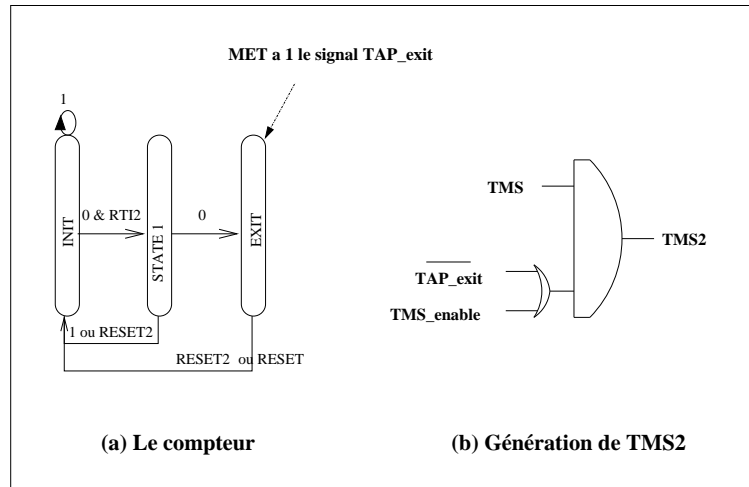 MET a 1 le signal TAP_exit
1
INIT
0 & RTI2
STATE 1
0
EXIT
1 ou RESET2
RESET2 ou RESET
TMS
TMS2
TAP_exit
TMS_enable
(a) Le compteur
(b) Génération de TMS2